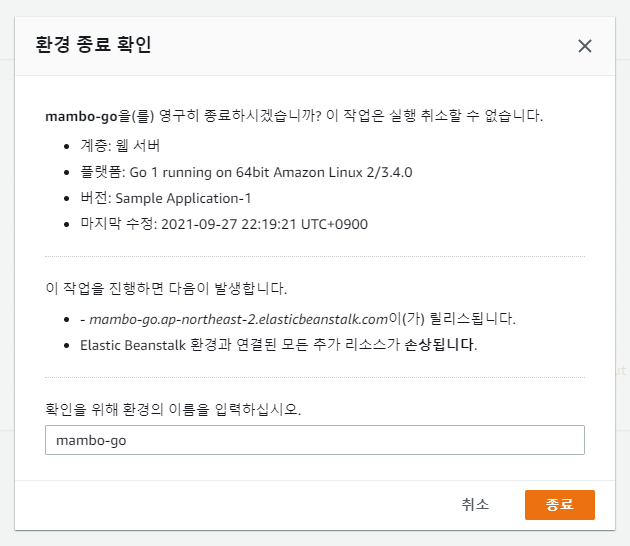 환경 종료 확인
mambo-go을(를) 영구히 종료하시겠습니까? 이 작업은 실행 취소할 수 없습니다.
계층: 웹 서버
플랫폼: Go 1 running on 64bit Amazon Linux 2/3.4.0
버전: Sample Application-1
마지막 수정: 2021-09-27 22:19:21 UTC+0900
이 작업을 진행하면 다음이 발생합니다.
- mambo-go.ap-northeast-2.elasticbeanstalk.com이(가) 릴리스됩니다.
Elastic Beanstalk 환경과 연결된 모든 추가 리소스가 손상됩니다.
확인을 위해 환경의 이름을 입력하십시오.
mambo-go
취소 종료